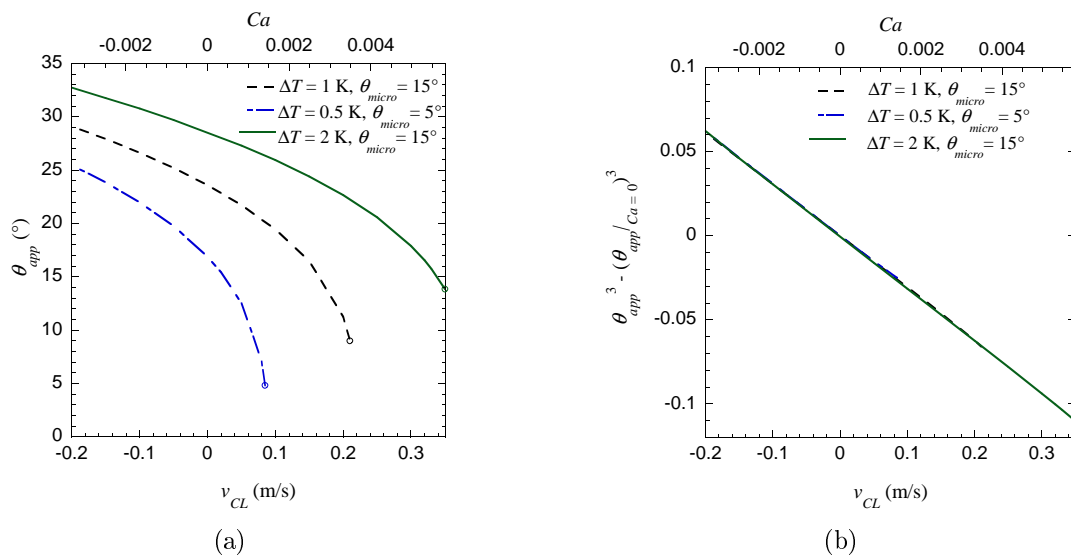 Ca
-0.002 0 0.002 0.004
35
30
25
20
15
10
5
0
θapp (°)
ΔT = 1 K, θmicro = 15°
ΔT = 0.5 K, θmicro = 5°
ΔT = 2 K, θmicro = 15°
-0.2 -0.1 0 0.1 0.2 0.3
vCL (m/s)
(a)
Ca
-0.002 0 0.002 0.004
0.1
0.05
0
-0.05
-0.1
θapp³ - (θapp|Ca = 0)³
ΔT = 1 K, θmicro = 15°
ΔT = 0.5 K, θmicro = 5°
ΔT = 2 K, θmicro = 15°
-0.2 -0.1 0 0.1 0.2 0.3
vCL (m/s)
(b)